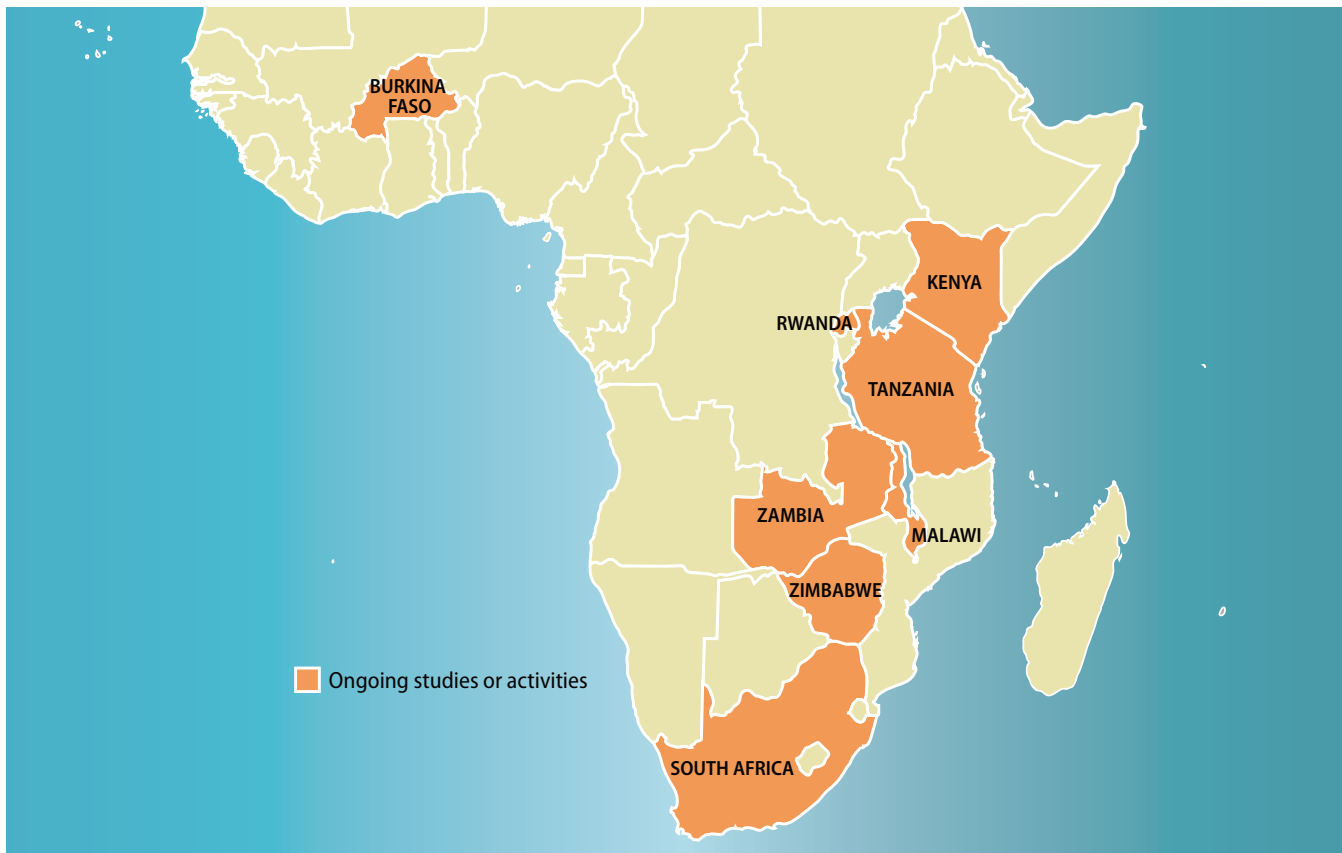 BURKINA
FASO
KENYA
RWANDA
TANZANIA
ZAMBIA
MALAWI
ZIMBABWE
Ongoing studies or activities
SOUTH AFRICA